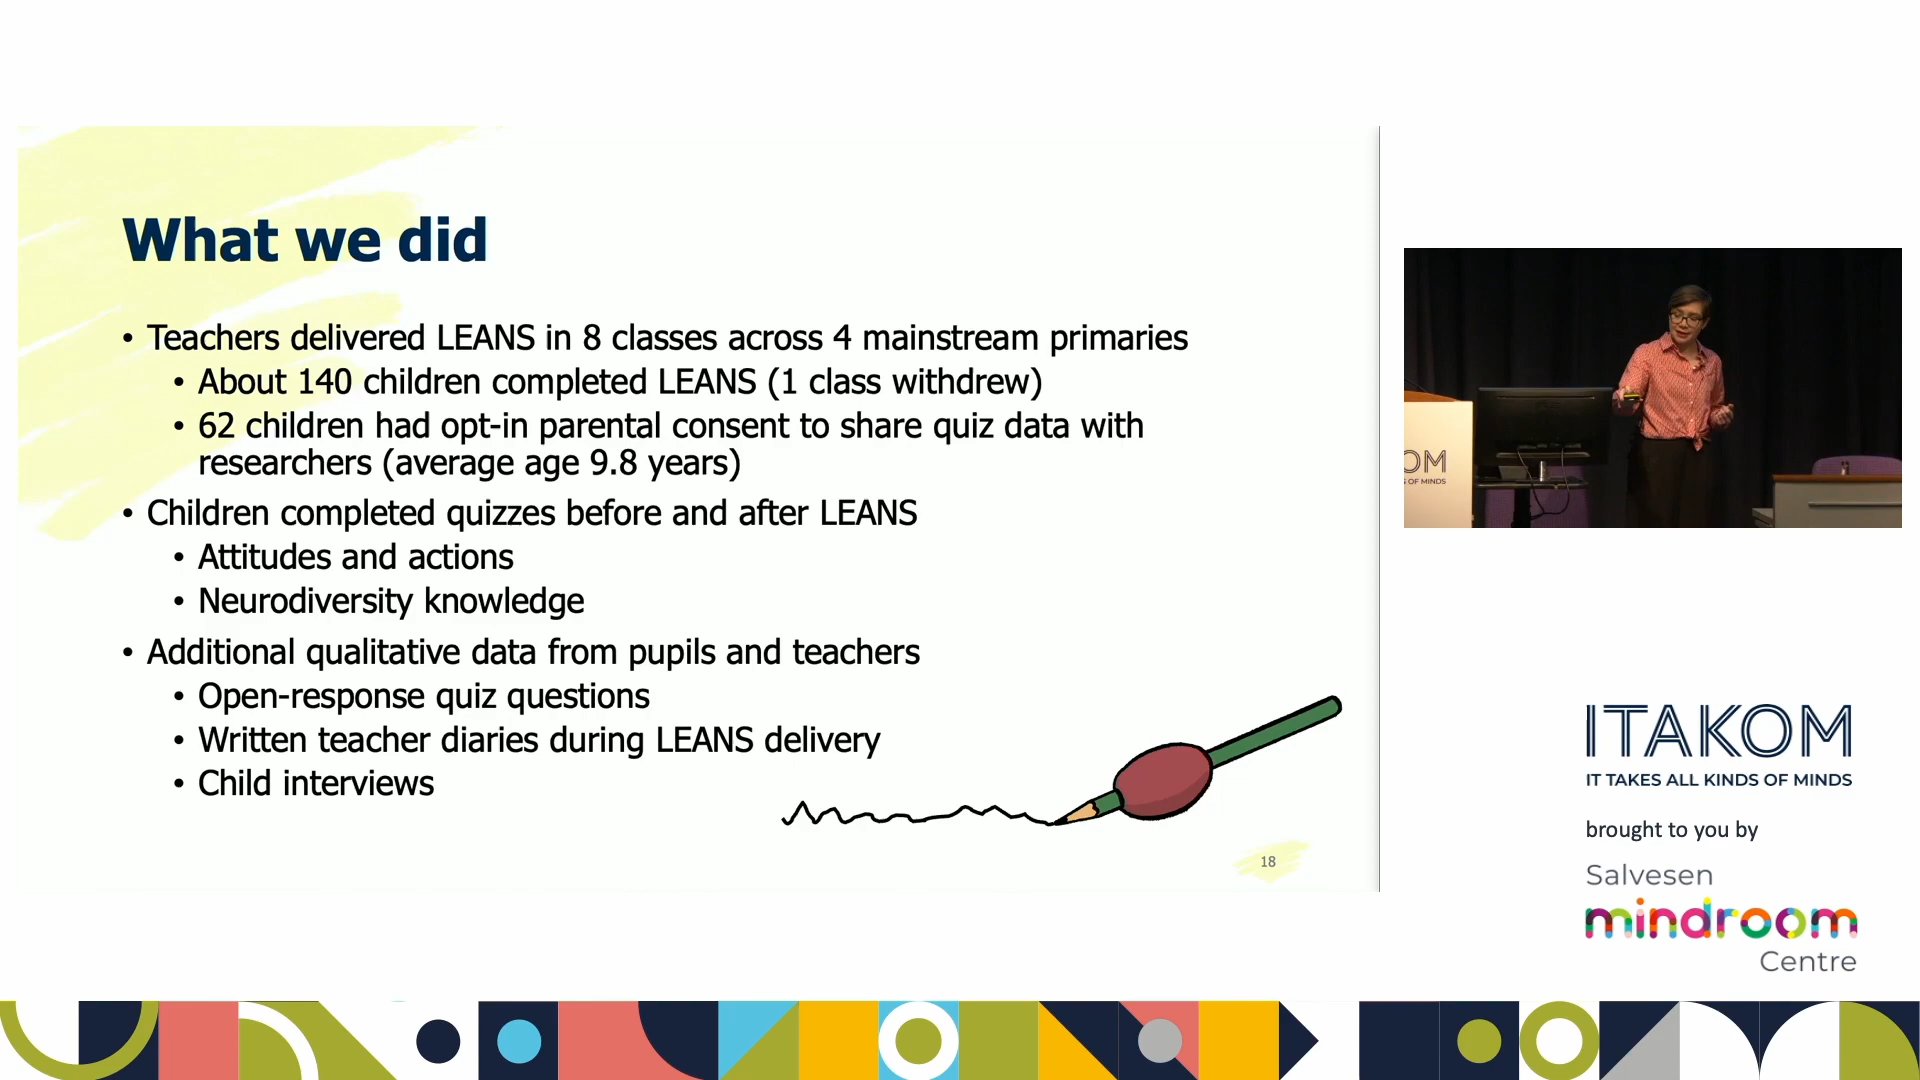 What we did
• Teachers delivered LEANS in 8 classes across 4 mainstream primaries
• About 140 children completed LEANS (1 class withdrew)
• 62 children had opt-in parental consent to share quiz data with
researchers (average age 9.8 years)
• Children completed quizzes before and after LEANS
• Attitudes and actions
• Neurodiversity knowledge
• Additional qualitative data from pupils and teachers
• Open-response quiz questions
• Written teacher diaries during LEANS delivery
• Child interviews
18
OM
OF MINDS
ITAKOM
IT TAKES ALL KINDS OF MINDS
brought to you by
Salvesen
mindroom
Centre